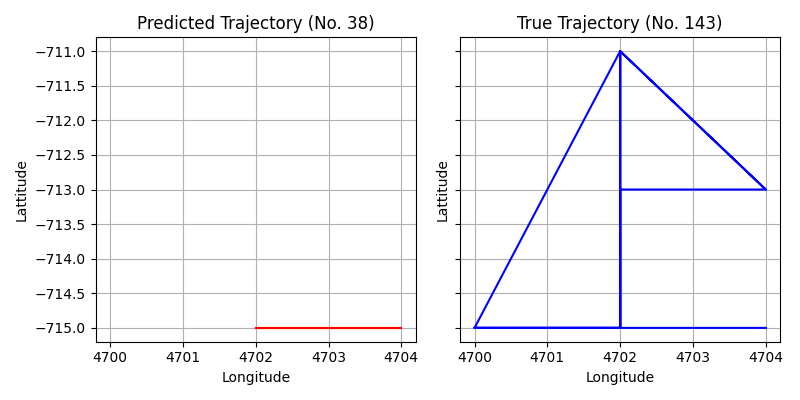 Predicted Trajectory (No. 38)
True Trajectory (No. 143)
Lattitude
−711.0
−711.5
−712.0
−712.5
−713.0
−713.5
−714.0
−714.5
−715.0
4700 4701 4702 4703 4704
Longitude
Lattitude
4700 4701 4702 4703 4704
Longitude